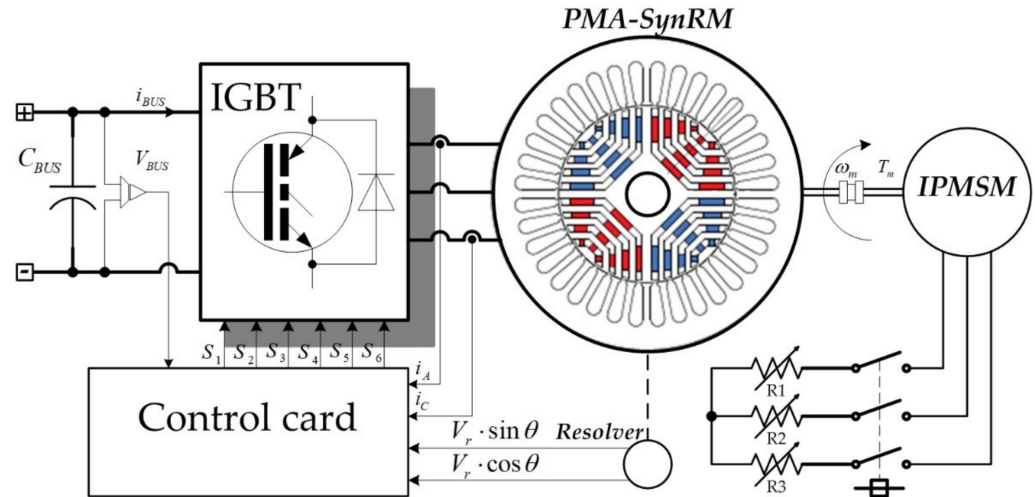 PMA-SynRM
+
i_BUS
IGBT
C_BUS
V_BUS
-
ω_m
T_m
IPMSM
S_1 S_2 S_3 S_4 S_5 S_6
i_A
i_C
Control card
V_r · sin θ
Resolver
V_r · cos θ
R1
R2
R3